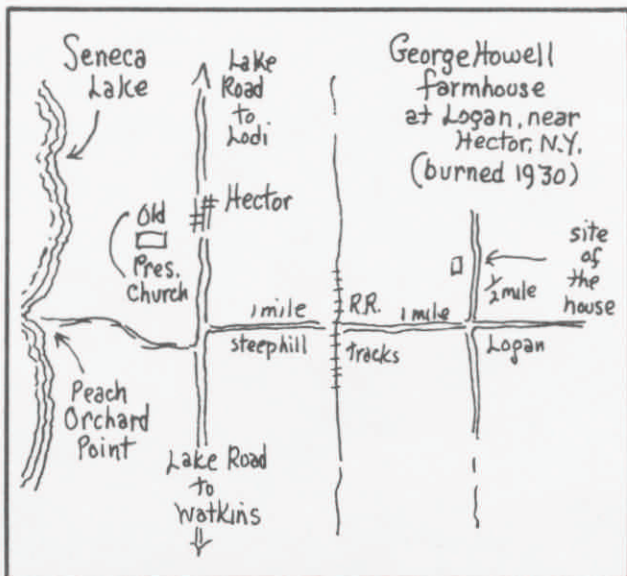 Seneca
Lake
Lake
Road
to
Lodi
George Howell
farmhouse
at Logan, near
Hector, N.Y.
(burned 1930)
Hector
Old
Pres.
Church
site
of
the
house
1/2 mile
1 mile
R.R.
1 mile
steephill
tracks
Logan
Peach
Orchard
Point
Lake Road
to
Watkins